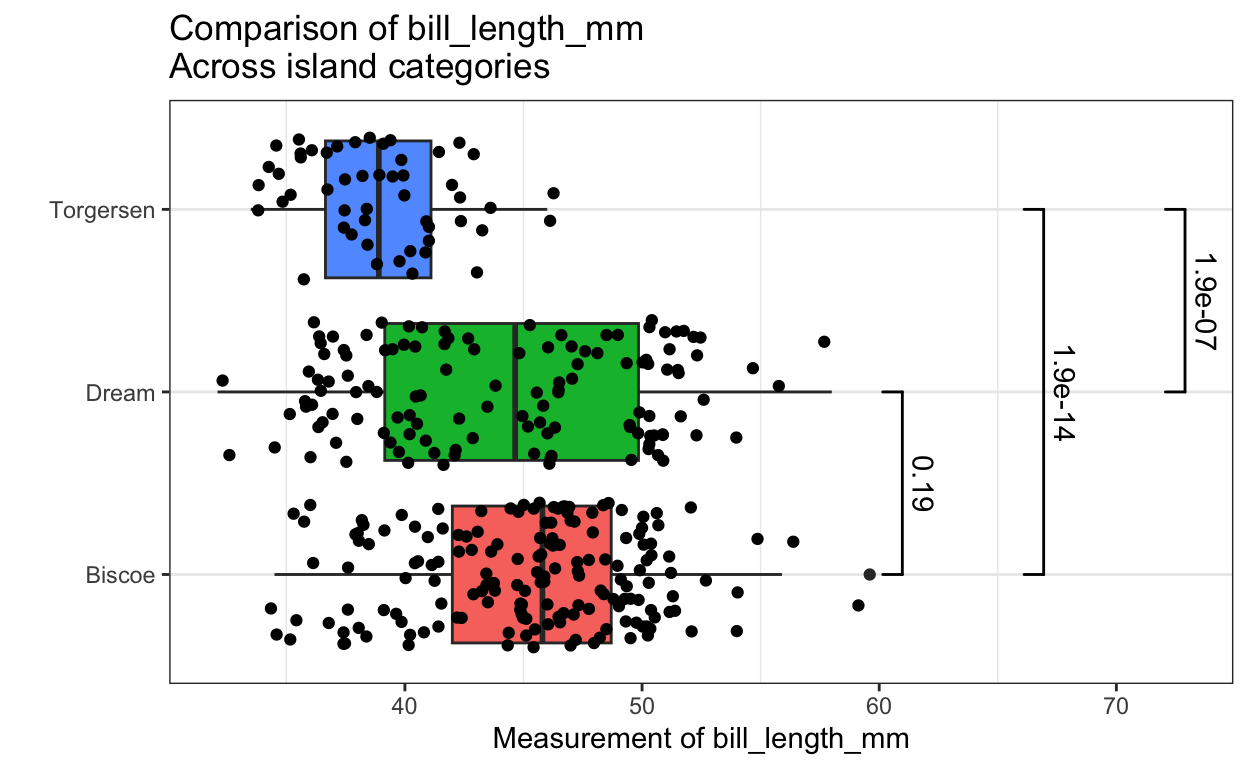 Comparison of bill_length_mm
Across island categories
Torgersen
Dream
Biscoe
1.9e-07
1.9e-14
0.19
40
50
60
70
Measurement of bill_length_mm